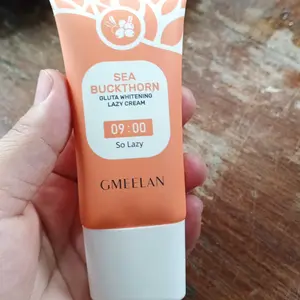 SEA
BUCKTHORN
GLUTA WHITENING
LAZY CREAM
09:00
So Lazy
GMEELAN